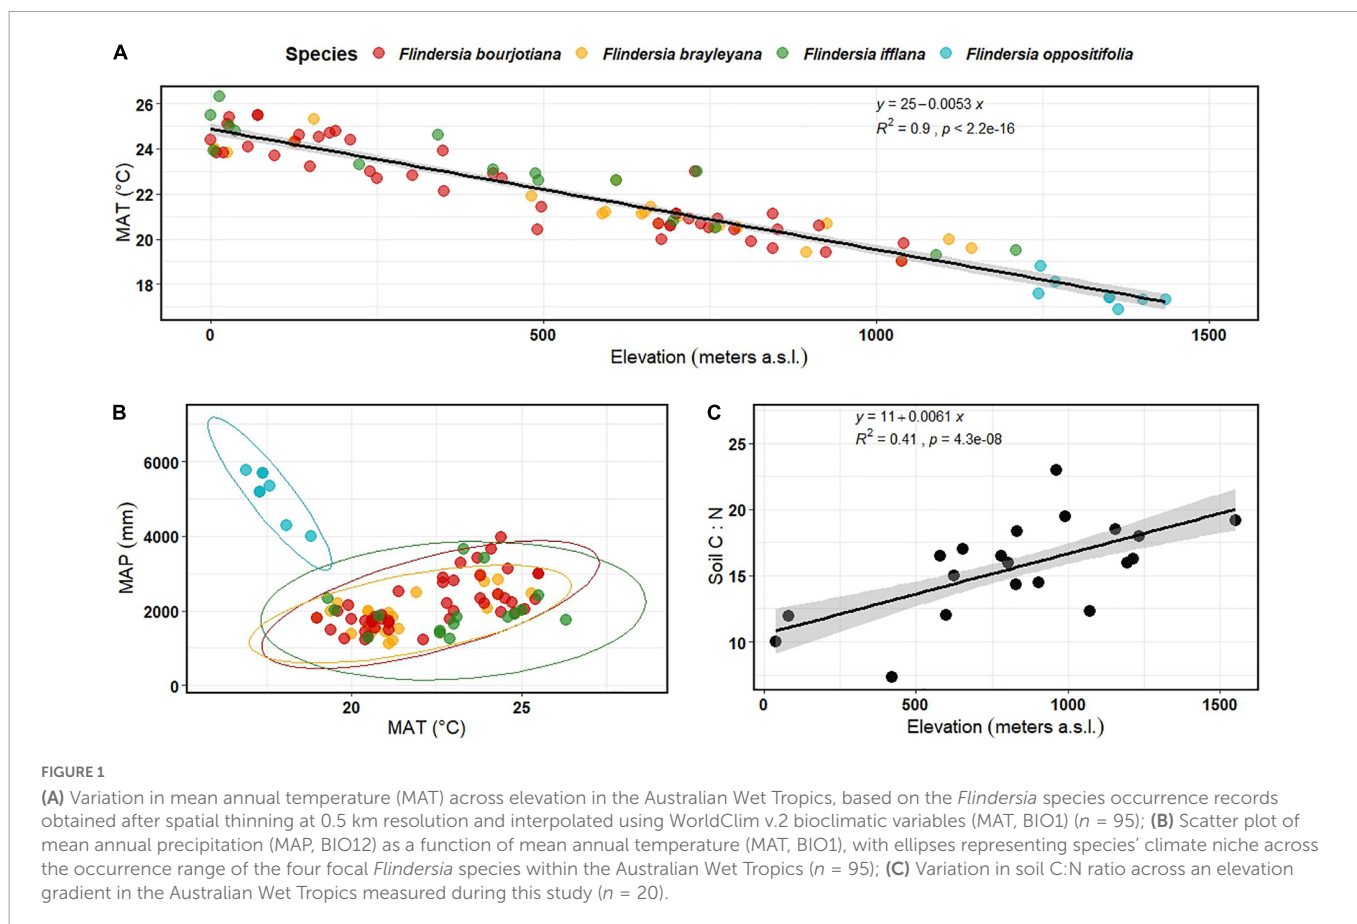 A
Species Flindersia bourjotiana Flindersia brayleyana Flindersia ifflana Flindersia oppositifolia
y = 25−0.0053 x
R² = 0.9 , p < 2.2e-16
26
24
22
20
18
MAT (°C)
0 500 1000 1500
Elevation (meters a.s.l.)
B
6000
4000
2000
0
MAP (mm)
20 25
MAT (°C)
C
y = 11+0.0061 x
R² = 0.41 , p = 4.3e-08
25
20
15
10
Soil C : N
0 500 1000 1500
Elevation (meters a.s.l.)
FIGURE 1
(A) Variation in mean annual temperature (MAT) across elevation in the Australian Wet Tropics, based on the Flindersia species occurrence records
obtained after spatial thinning at 0.5 km resolution and interpolated using WorldClim v.2 bioclimatic variables (MAT, BIO1) (n = 95); (B) Scatter plot of
mean annual precipitation (MAP, BIO12) as a function of mean annual temperature (MAT, BIO1), with ellipses representing species' climate niche across
the occurrence range of the four focal Flindersia species within the Australian Wet Tropics (n = 95); (C) Variation in soil C:N ratio across an elevation
gradient in the Australian Wet Tropics measured during this study (n = 20).